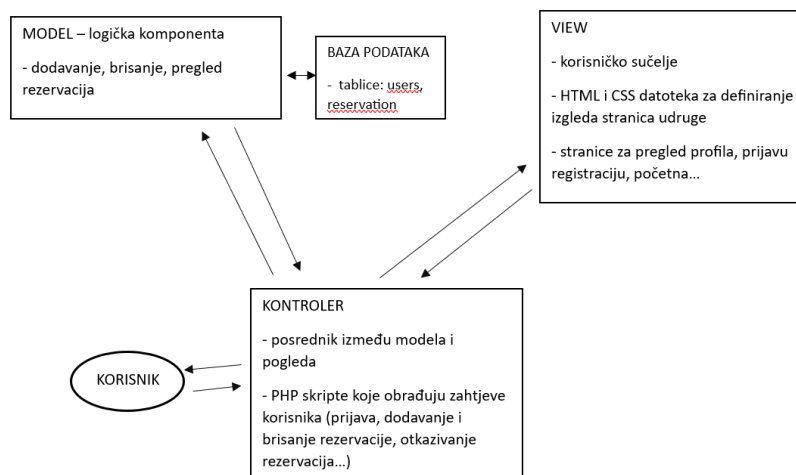 MODEL – logička komponenta
- dodavanje, brisanje, pregled
rezervacija
BAZA PODATAKA
- tablice: users,
reservation
VIEW
- korisničko sučelje
- HTML i CSS datoteka za definiranje
izgleda stranica udruge
- stranice za pregled profila, prijavu
registraciju, početna...
KONTROLER
- posrednik između modela i
pogleda
- PHP skripte koje obrađuju zahtjeve
korisnika (prijava, dodavanje i
brisanje rezervacije, otkazivanje
rezervacija...)
KORISNIK